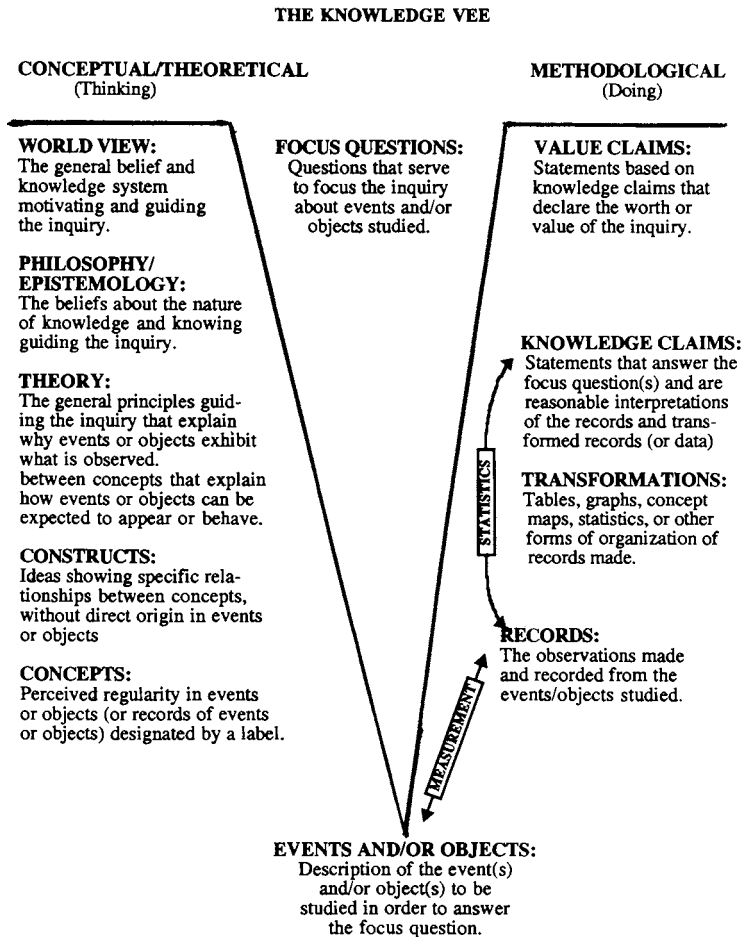 THE KNOWLEDGE VEE
CONCEPTUAL/THEORETICAL
(Thinking)
WORLD VIEW:
The general belief and
knowledge system
motivating and guiding
the inquiry.
PHILOSOPHY/
EPISTEMOLOGY:
The beliefs about the nature
of knowledge and knowing
guiding the inquiry.
THEORY:
The general principles guid-
ing the inquiry that explain
why events or objects exhibit
what is observed.
between concepts that explain
how events or objects can be
expected to appear or behave.
CONSTRUCTS:
Ideas showing specific rela-
tionships between concepts,
without direct origin in events
or objects
CONCEPTS:
Perceived regularity in events
or objects (or records of events
or objects) designated by a label.
FOCUS QUESTIONS:
Questions that serve
to focus the inquiry
about events and/or
objects studied.
METHODOLOGICAL
(Doing)
VALUE CLAIMS:
Statements based on
knowledge claims that
declare the worth or
value of the inquiry.
KNOWLEDGE CLAIMS:
Statements that answer the
focus question(s) and are
reasonable interpretations
of the records and trans-
formed records (or data)
TRANSFORMATIONS:
Tables, graphs, concept
maps, statistics, or other
forms of organization of
records made.
STATISTICS
RECORDS:
The observations made
and recorded from the
events/objects studied.
MEASUREMENT
EVENTS AND/OR OBJECTS:
Description of the event(s)
and/or object(s) to be
studied in order to answer
the focus question.